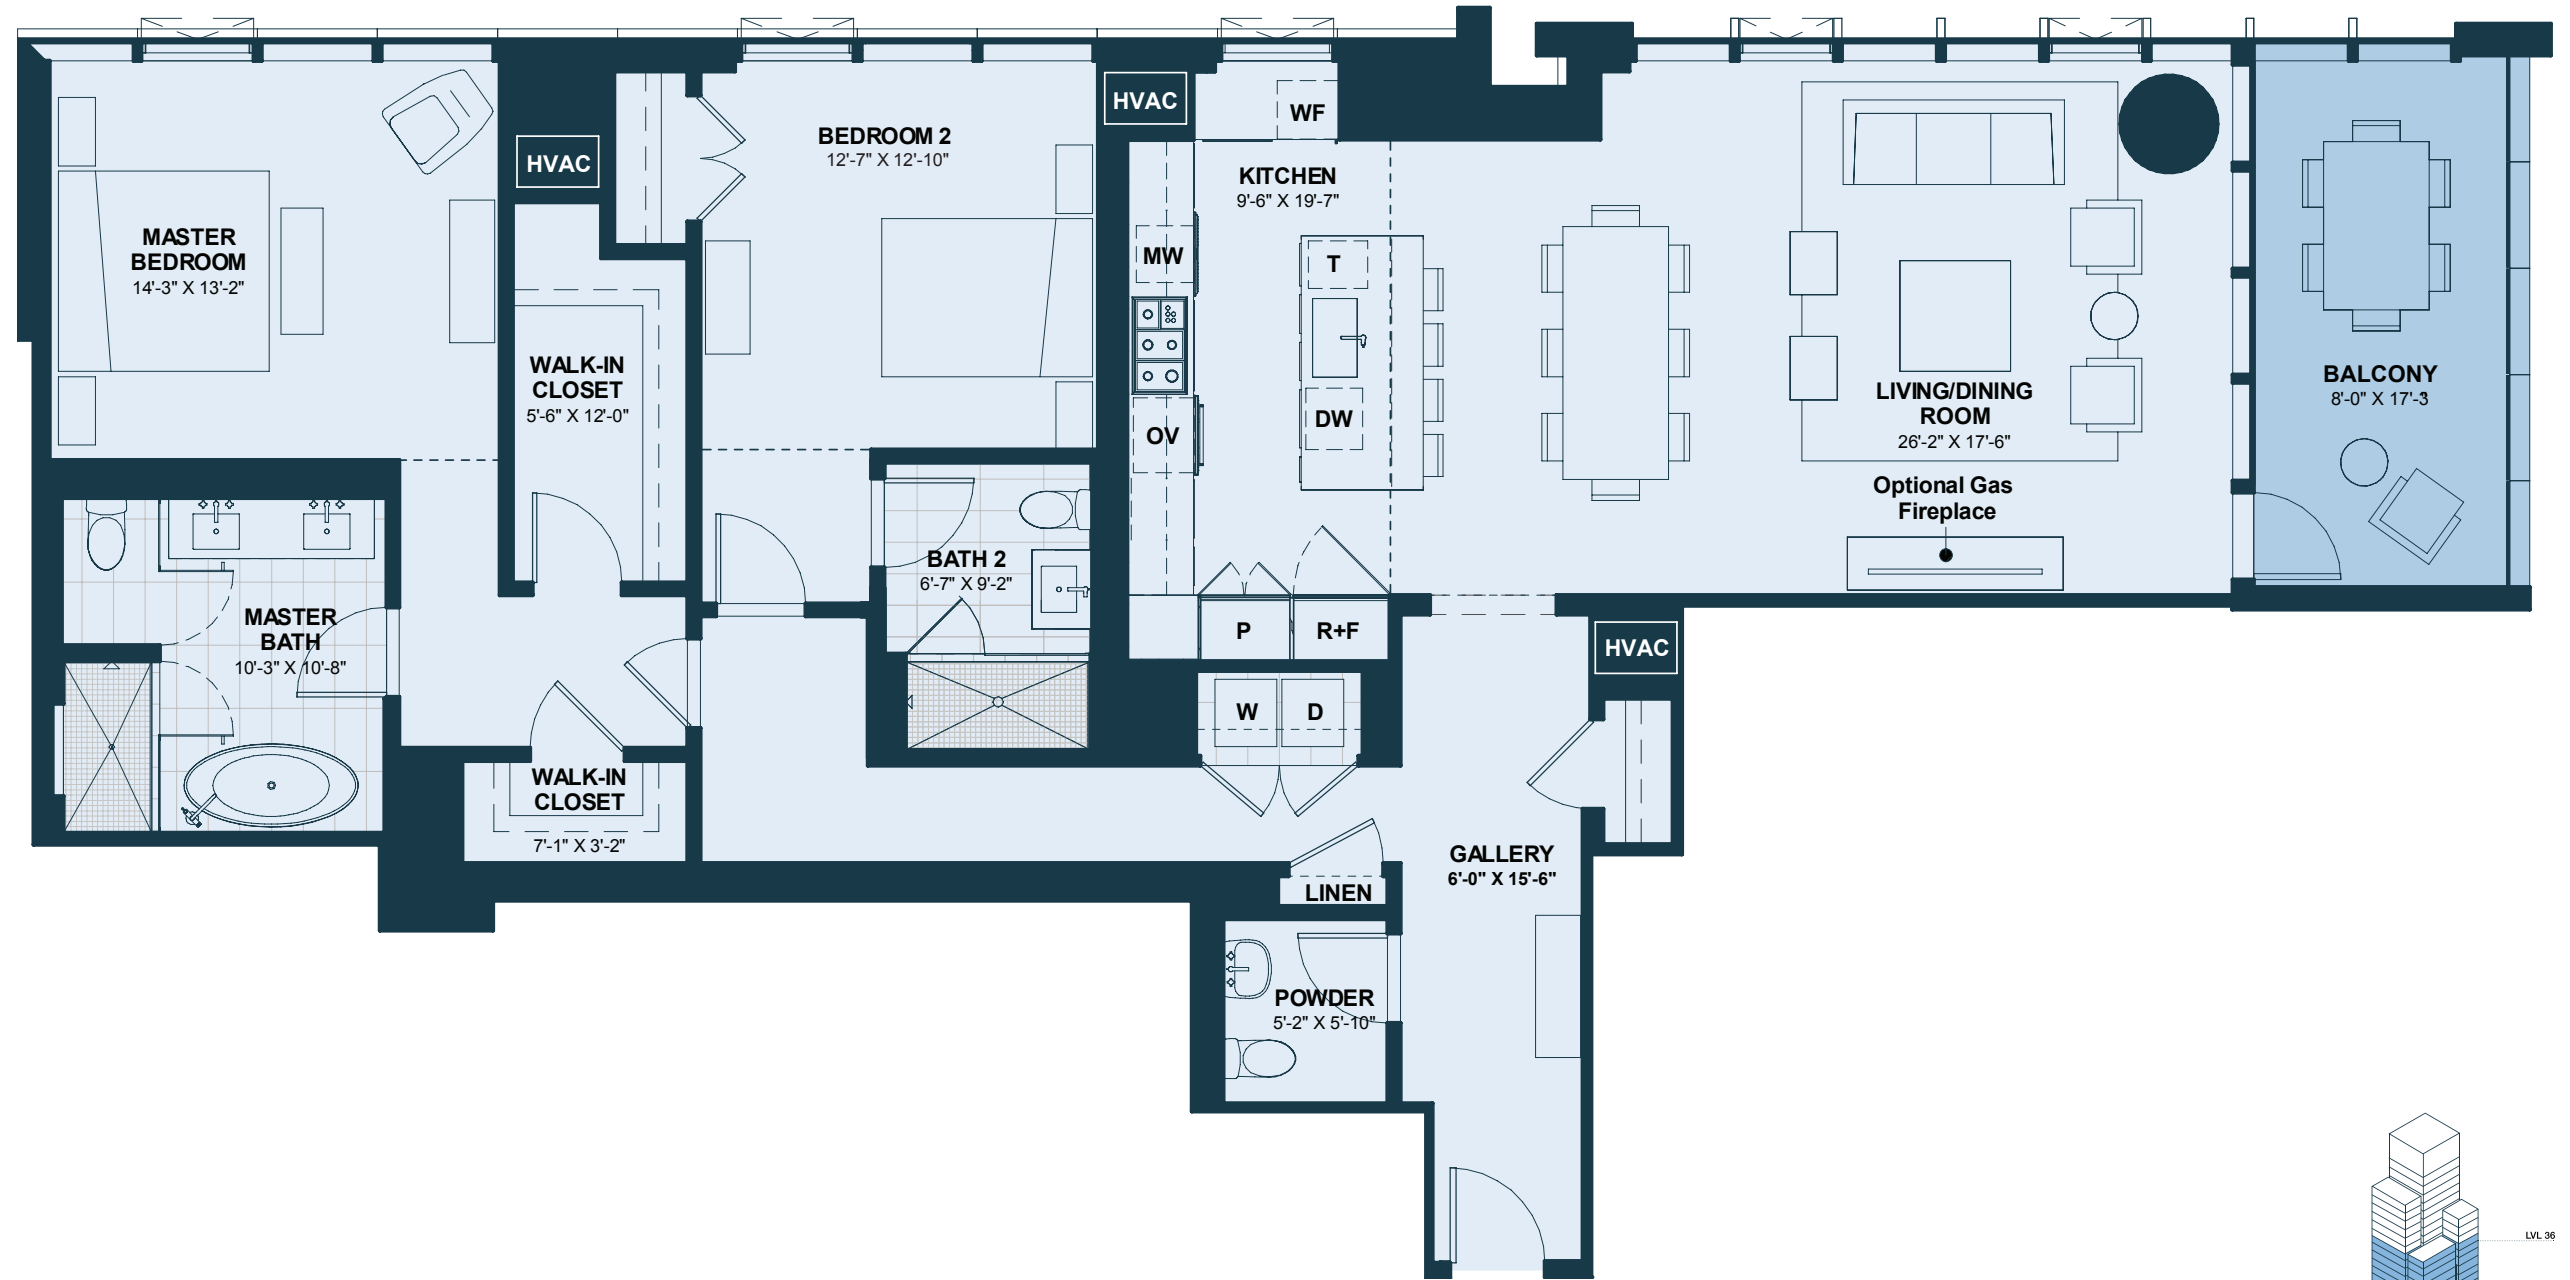 HVAC
WF
BEDROOM 2
12'-7" X 12'-10"
HVAC
KITCHEN
9'-6" X 19'-7"
MASTER
BEDROOM
14'-3" X 13'-2"
MW
T
WALK-IN
CLOSET
5'-6" X 12'-0"
OV
DW
LIVING/DINING
ROOM
26'-2" X 17'-6"
BALCONY
8'-0" X 17'-3
Optional Gas
Fireplace
BATH 2
6'-7" X 9'-2"
MASTER
BATH
10'-3" X 10'-8"
P
R+F
HVAC
W
D
WALK-IN
CLOSET
7'-1" X 3'-2"
GALLERY
6'-0" X 15'-6"
LINEN
POWDER
5'-2" X 5'-10"
LVL 36